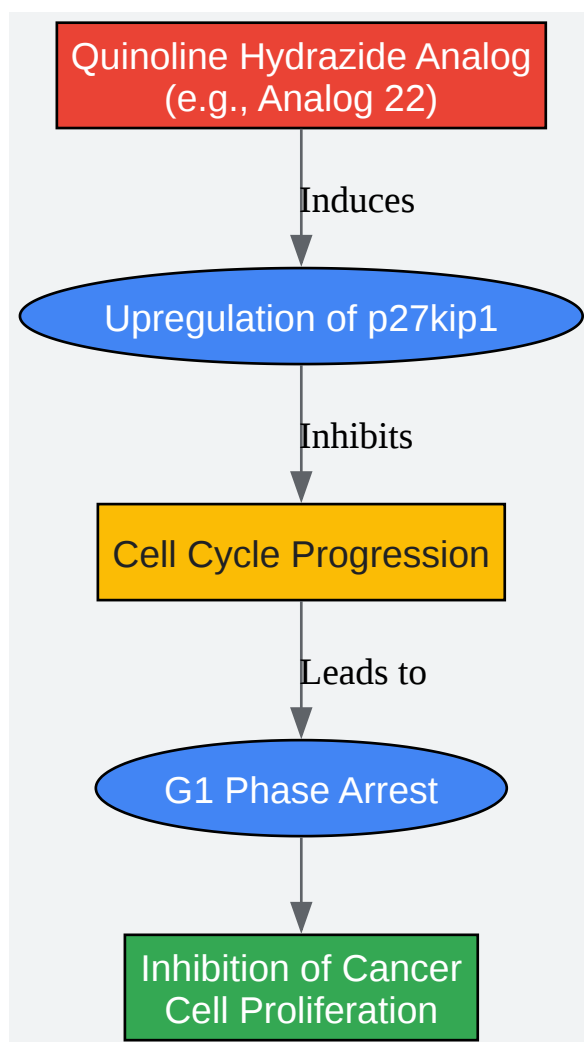 Quinoline Hydrazide Analog
(e.g., Analog 22)
Induces
Upregulation of p27kip1
Inhibits
Cell Cycle Progression
Leads to
G1 Phase Arrest
Inhibition of Cancer
Cell Proliferation